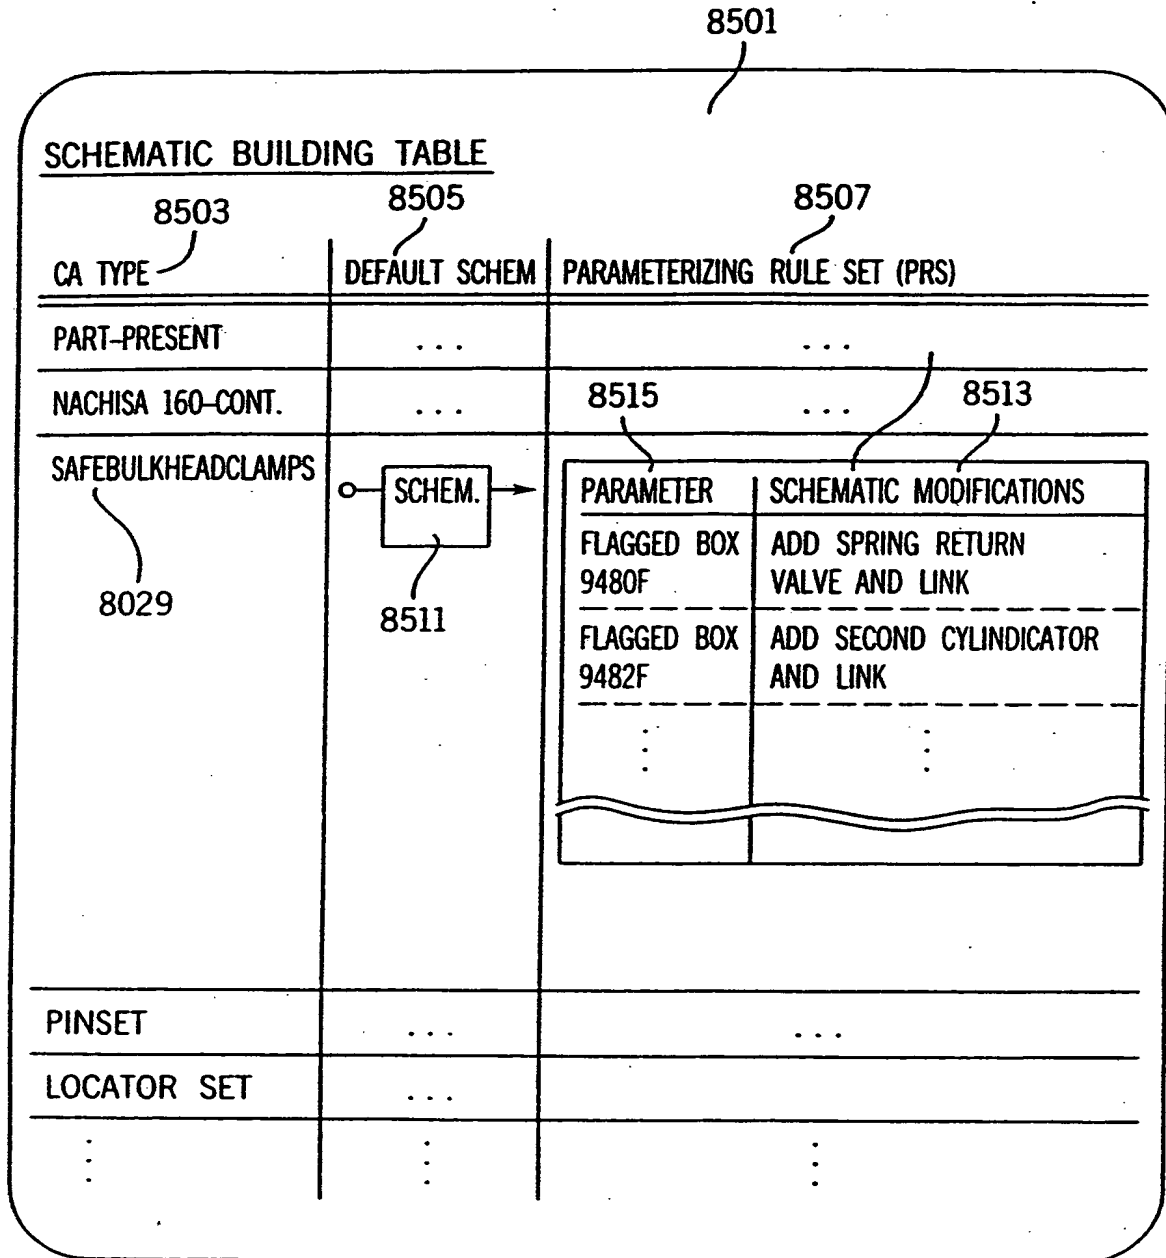 8501
SCHEMATIC BUILDING TABLE
8503 8505 8507
CA TYPE DEFAULT SCHEM PARAMETERIZING RULE SET (PRS)
PART-PRESENT ... ...
NACHISA 160-CONT. ... 8515 ... 8513
SAFEBULKHEADCLAMPS SCHEM. PARAMETER SCHEMATIC MODIFICATIONS
FLAGGED BOX ADD SPRING RETURN
9480F VALVE AND LINK
8029 8511
FLAGGED BOX ADD SECOND CYLINDICATOR
9482F AND LINK
PINSET ... ...
LOCATOR SET ...